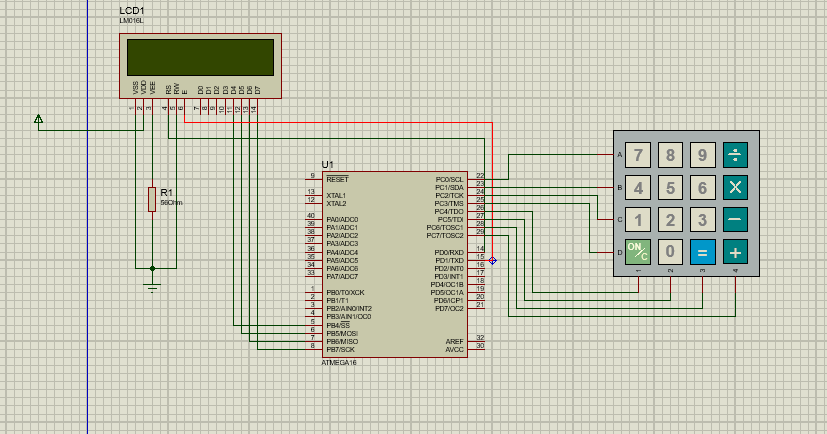 LCD1
LM016L
VSS VDD VEE RS RW E D0 D1 D2 D3 D4 D5 D6 D7
1 2 3 4 5 6 7 8 9 10 11 12 13 14
R1
56Ohm
U1
9 RESET PC0/SCL 22
PC1/SDA 23
13 XTAL1 PC2/TCK 24
12 XTAL2 PC3/TMS 25
PC4/TDO 26
40 PA0/ADC0 PC5/TDI 27
39 PA1/ADC1 PC6/TOSC1 28
38 PA2/ADC2 PC7/TOSC2 29
37 PA3/ADC3
36 PA4/ADC4 PD0/RXD 14
35 PA5/ADC5 PD1/TXD 15
34 PA6/ADC6 PD2/INT0 16
33 PA7/ADC7 PD3/INT1 17
PD4/OC1B 18
1 PB0/T0/XCK PD5/OC1A 19
2 PB1/T1 PD6/ICP1 20
3 PB2/AIN0/INT2 PD7/OC2 21
4 PB3/AIN1/OC0
5 PB4/SS
6 PB5/MOSI
7 PB6/MISO AREF 32
8 PB7/SCK AVCC 30
ATMEGA16
A 7 8 9 ÷
B 4 5 6 ×
C 1 2 3 −
D ON/C 0 = +
1 2 3 4